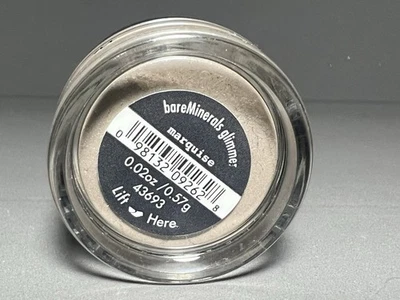 bareMinerals glimmer
marquise
0 98132 09262 8
0.02oz/0.57g
43693
Lift Here